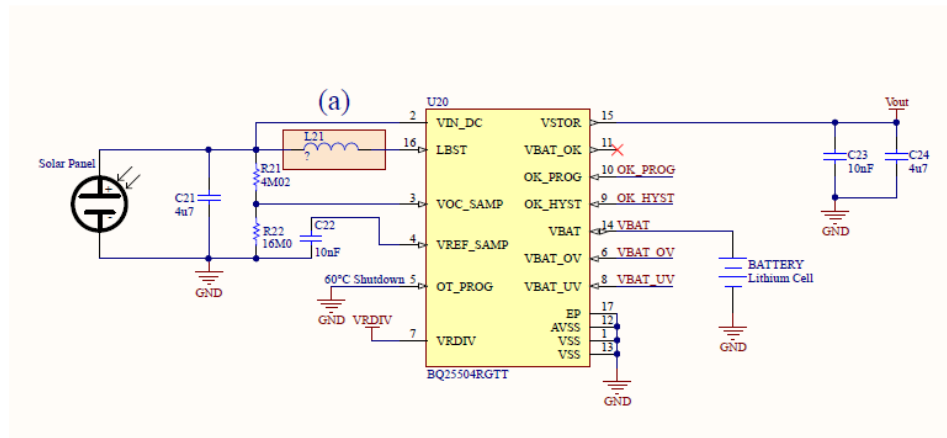 (a)
U20
L21
?
Solar Panel
C21
4u7
R21
4M02
R22
16M0
C22
10nF
60°C Shutdown
GND
GND
VRDIV
2 VIN_DC
16 LBST
3 VOC_SAMP
4 VREF_SAMP
5 OT_PROG
7 VRDIV
VSTOR 15
VBAT_OK 11
OK_PROG 10 OK_PROG
OK_HYST 9 OK_HYST
VBAT 14 VBAT
VBAT_OV 6 VBAT_OV
VBAT_UV 8 VBAT_UV
EP 17
AVSS 12
VSS 1
VSS 13
BQ25504RGTT
GND
BATTERY
Lithium Cell
GND
Vout
C23
10nF
C24
4u7
GND